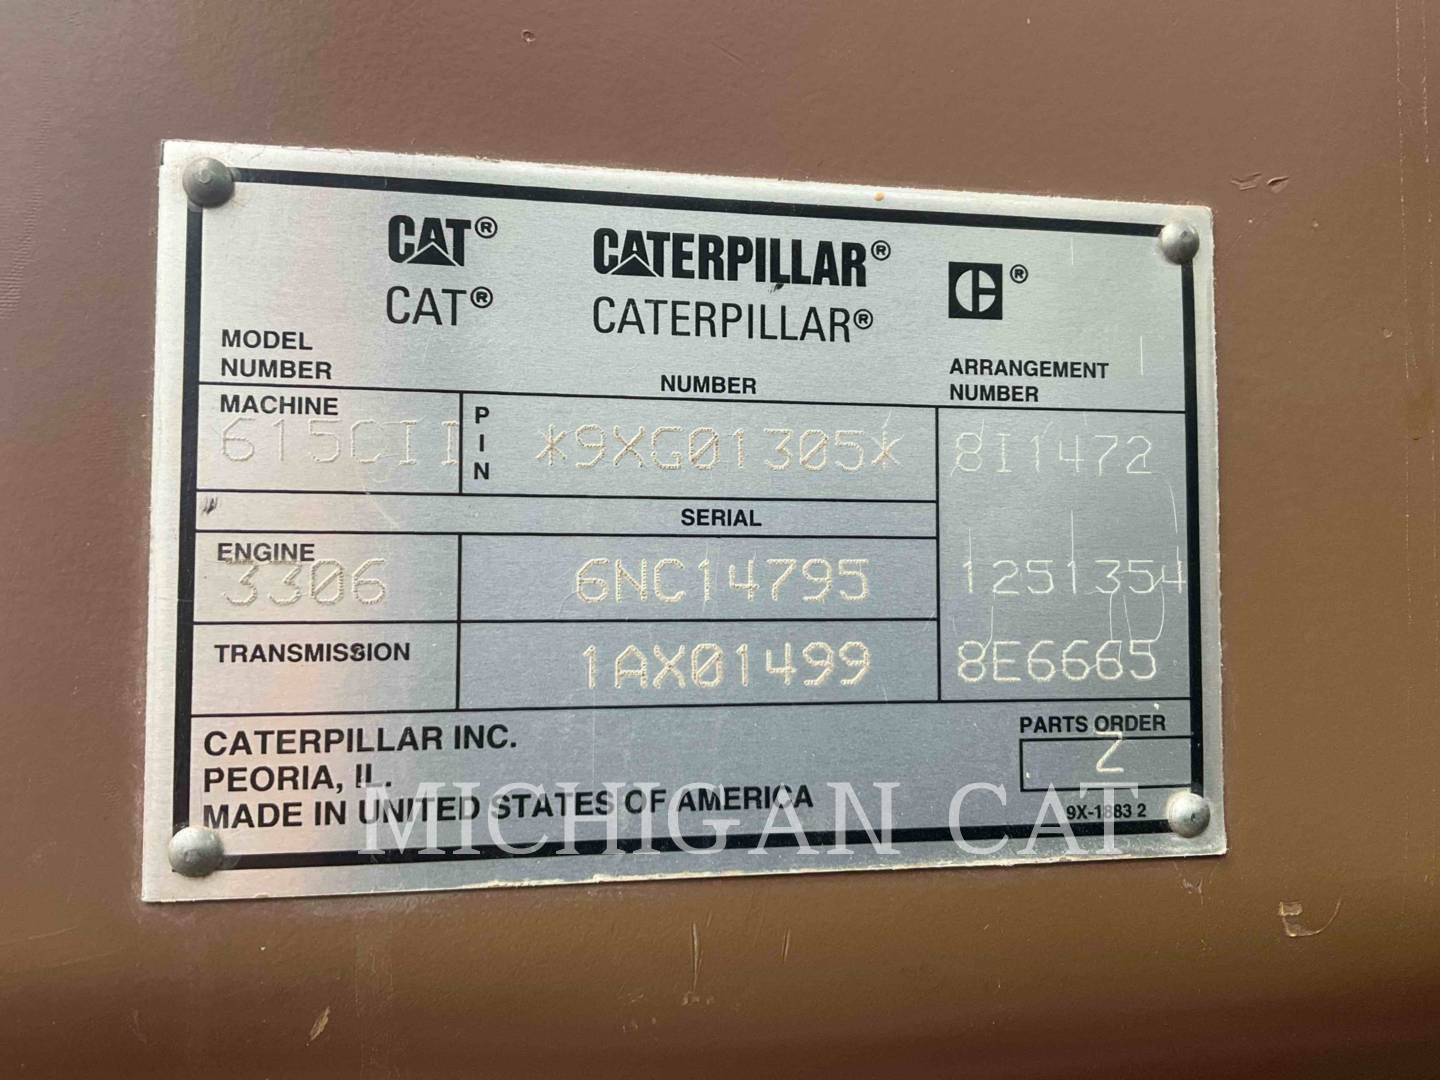 CAT® CATERPILLAR® C®
CAT® CATERPILLAR®
MODEL NUMBER NUMBER ARRANGEMENT NUMBER
MACHINE PIN
615CII *9XG01305* 8I1472
SERIAL
ENGINE
3306 6NC14795 1251354
TRANSMISSION 1AX01499 8E6665
CATERPILLAR INC. PARTS ORDER
PEORIA, IL. 2
MADE IN UNITED STATES OF AMERICA 9X-1883 2
MICHIGAN CAT